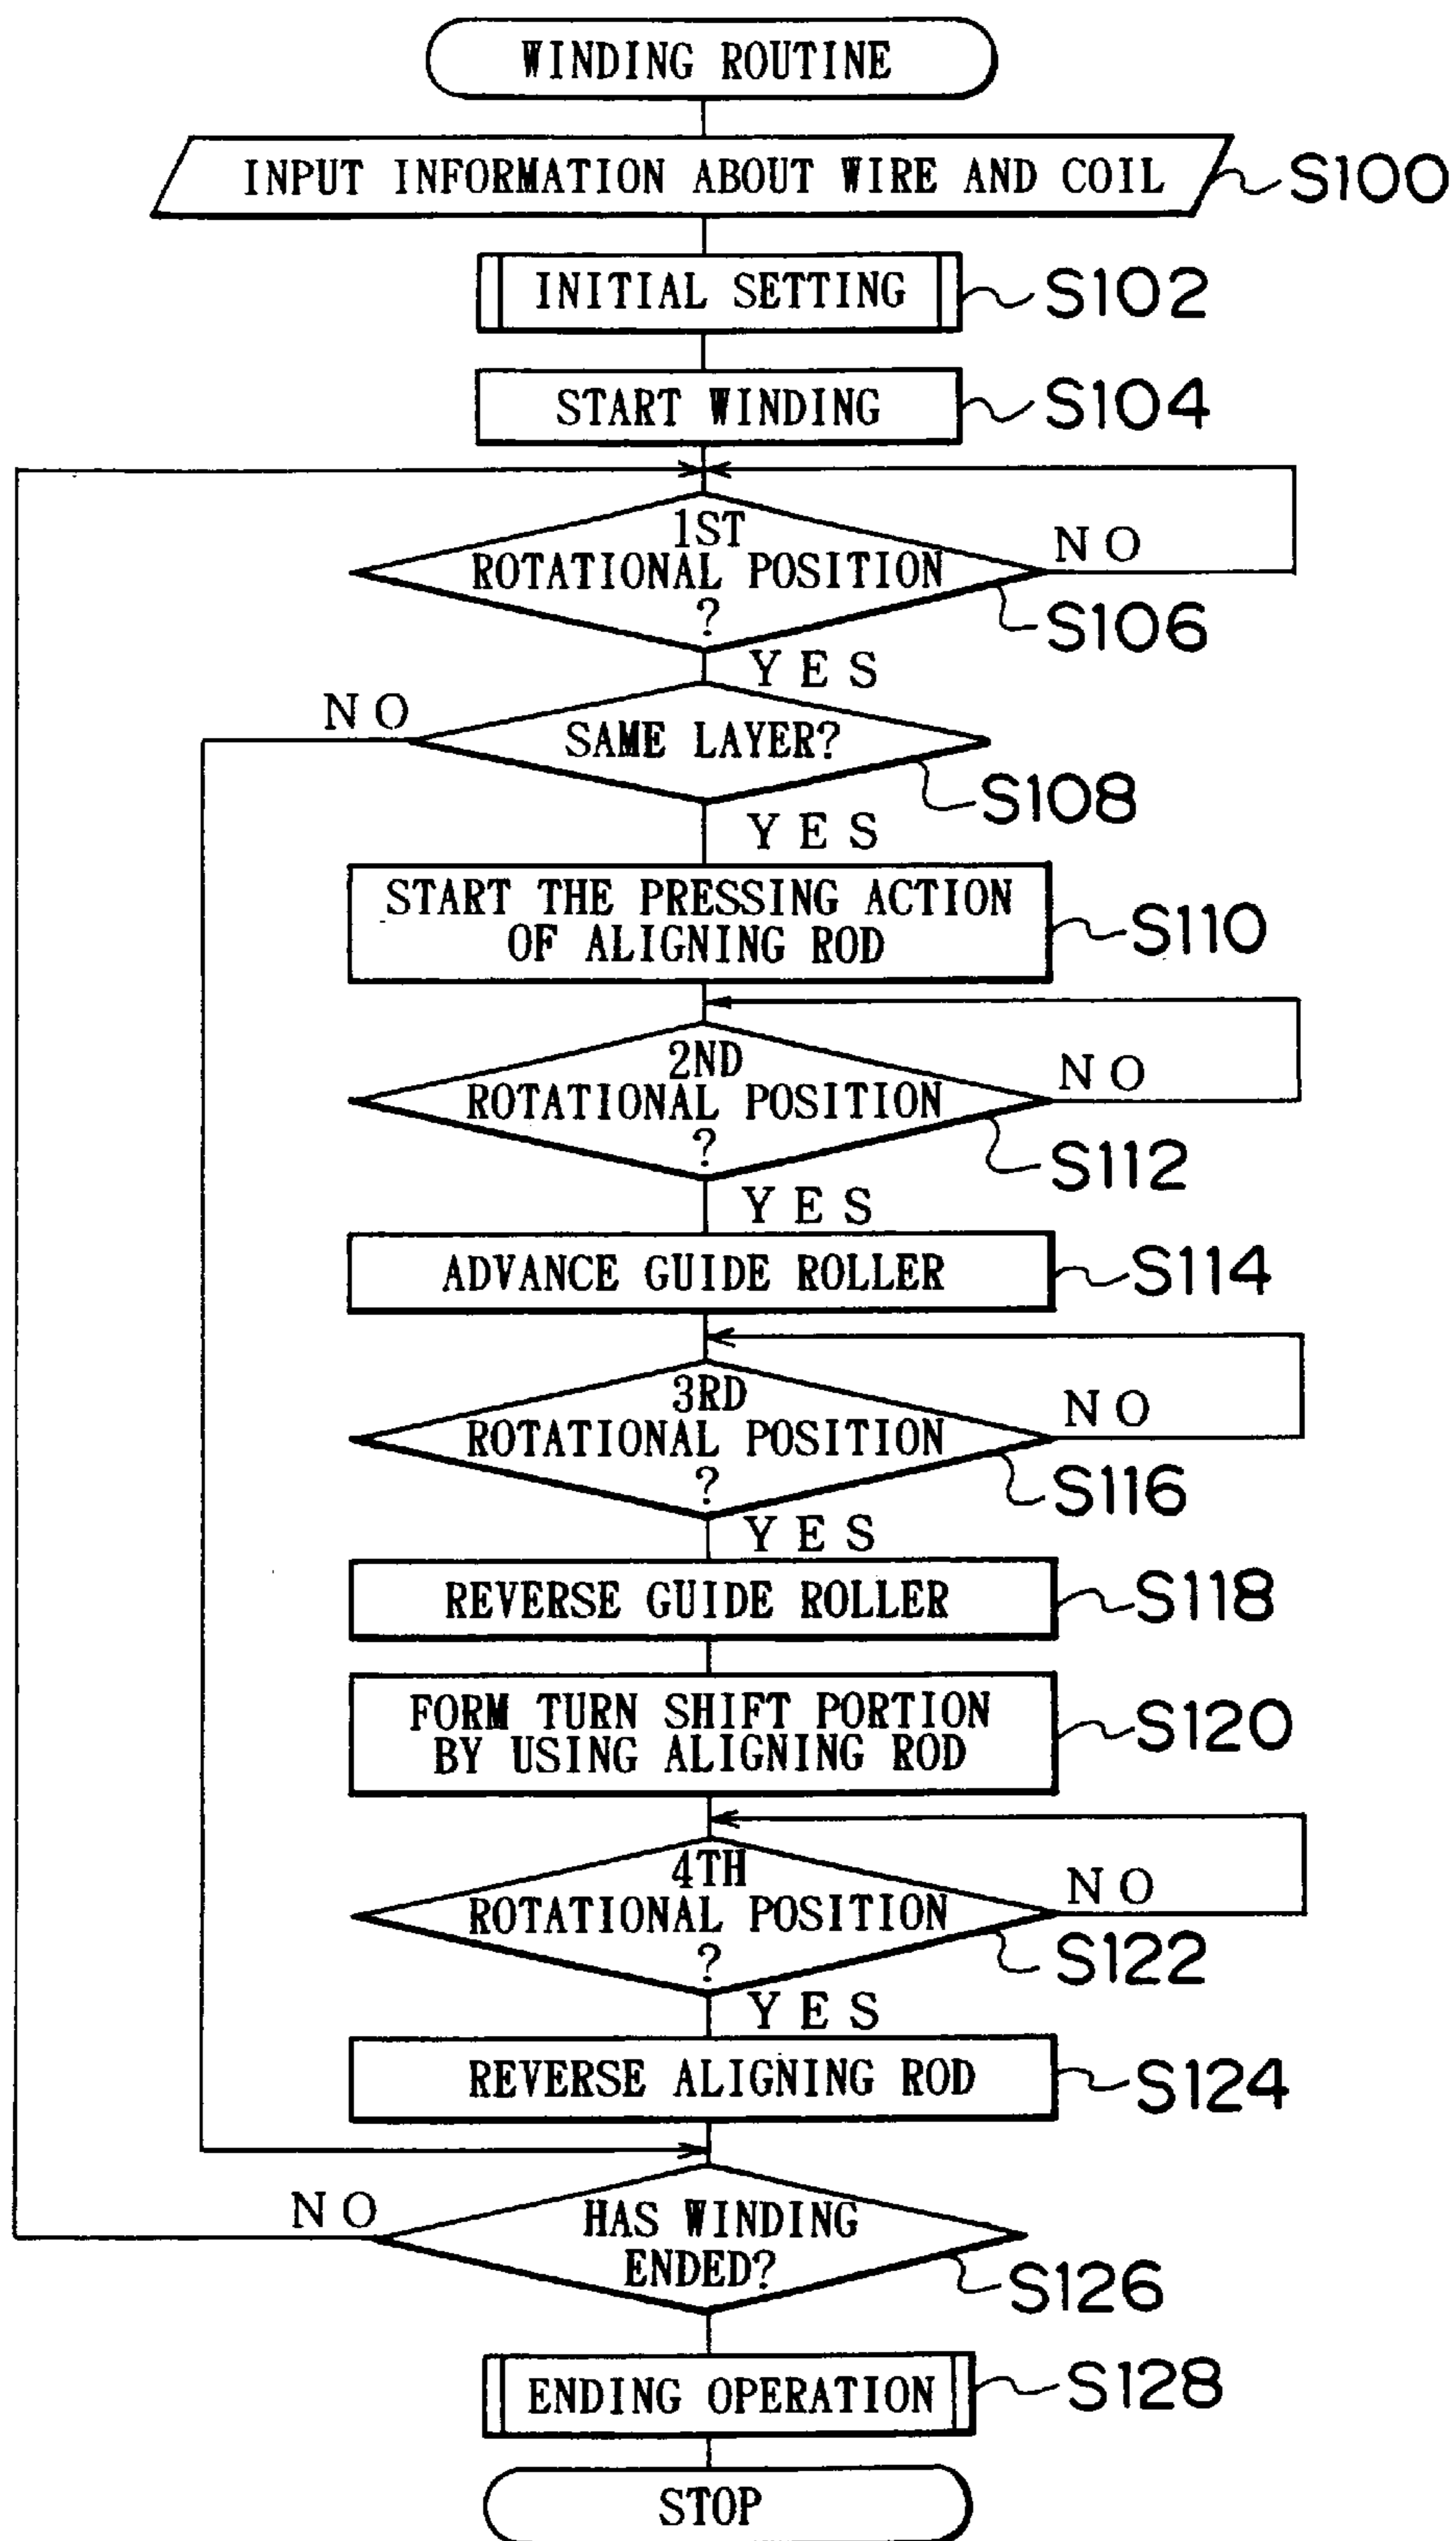 WINDING ROUTINE
INPUT INFORMATION ABOUT WIRE AND COIL
S100
INITIAL SETTING
S102
START WINDING
S104
1ST
ROTATIONAL POSITION
?
NO
S106
YES
SAME LAYER?
NO
S108
YES
START THE PRESSING ACTION
OF ALIGNING ROD
S110
2ND
ROTATIONAL POSITION
?
NO
S112
YES
ADVANCE GUIDE ROLLER
S114
3RD
ROTATIONAL POSITION
?
NO
S116
YES
REVERSE GUIDE ROLLER
S118
FORM TURN SHIFT PORTION
BY USING ALIGNING ROD
S120
4TH
ROTATIONAL POSITION
?
NO
S122
YES
REVERSE ALIGNING ROD
S124
NO
HAS WINDING
ENDED?
S126
ENDING OPERATION
S128
STOP